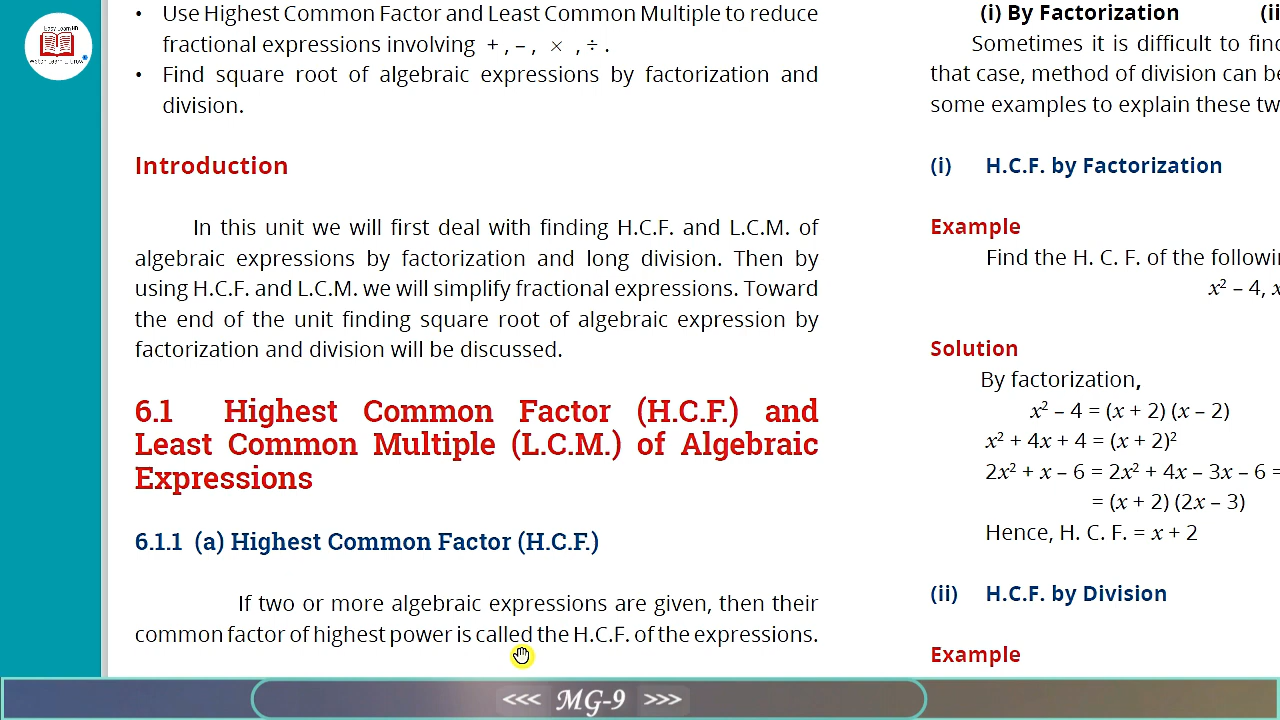 • Use Highest Common Factor and Least Common Multiple to reduce
fractional expressions involving + , – , × , ÷ .
• Find square root of algebraic expressions by factorization and
division.
Introduction
In this unit we will first deal with finding H.C.F. and L.C.M. of
algebraic expressions by factorization and long division. Then by
using H.C.F. and L.C.M. we will simplify fractional expressions. Toward
the end of the unit finding square root of algebraic expression by
factorization and division will be discussed.
6.1 Highest Common Factor (H.C.F.) and
Least Common Multiple (L.C.M.) of Algebraic
Expressions
6.1.1 (a) Highest Common Factor (H.C.F.)
If two or more algebraic expressions are given, then their
common factor of highest power is called the H.C.F. of the expressions.
(i) By Factorization (ii
Sometimes it is difficult to find
that case, method of division can be
some examples to explain these tw
(i) H.C.F. by Factorization
Example
Find the H. C. F. of the followin
x² – 4, x
Solution
By factorization,
x² – 4 = (x + 2) (x – 2)
x² + 4x + 4 = (x + 2)²
2x² + x – 6 = 2x² + 4x – 3x – 6 =
= (x + 2) (2x – 3)
Hence, H. C. F. = x + 2
(ii) H.C.F. by Division
Example
<<< MG-9 >>>